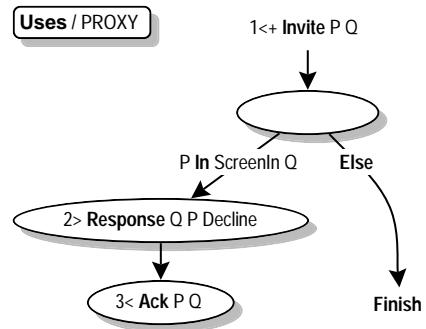 Uses / PROXY
1<+ Invite P Q
P In ScreenIn Q
Else
2> Response Q P Decline
3< Ack P Q
Finish